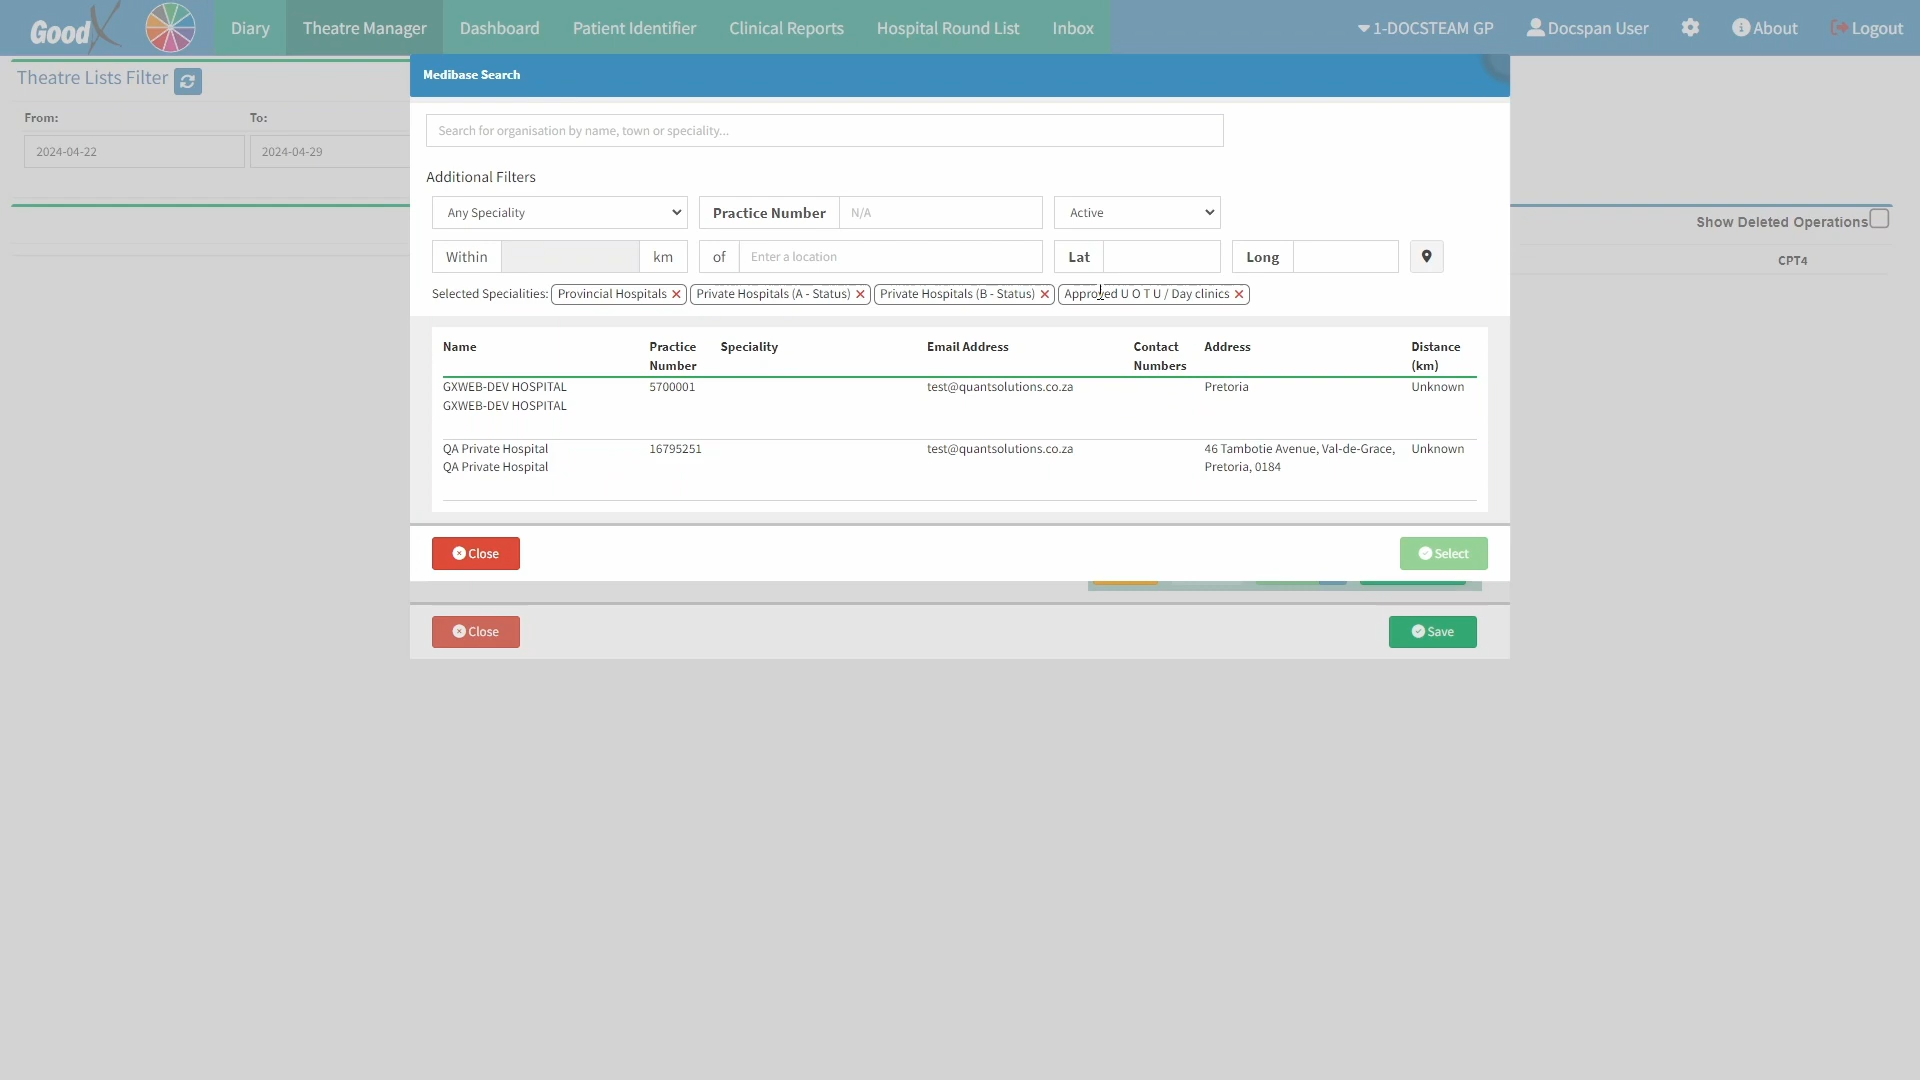 GoodX
Diary
Theatre Manager
Dashboard
Patient Identifier
Clinical Reports
Hospital Round List
Inbox
1-DOCSTEAM GP
Docspan User
About
Logout
Theatre Lists Filter
From:
To:
2024-04-22
2024-04-29
Show Deleted Operations
CPT4
Medibase Search
Search for organisation by name, town or speciality...
Additional Filters
Any Speciality
Practice Number
N/A
Active
Within
km
of
Enter a location
Lat
Long
Selected Specialities: Provincial Hospitals Private Hospitals (A - Status) Private Hospitals (B - Status) Approved U O T U / Day clinics
Name
Practice
Number
Speciality
Email Address
Contact
Numbers
Address
Distance
(km)
GXWEB-DEV HOSPITAL
GXWEB-DEV HOSPITAL
5700001
test@quantsolutions.co.za
Pretoria
Unknown
QA Private Hospital
QA Private Hospital
16795251
test@quantsolutions.co.za
46 Tambotie Avenue, Val-de-Grace,
Pretoria, 0184
Unknown
Close
Select
Close
Save